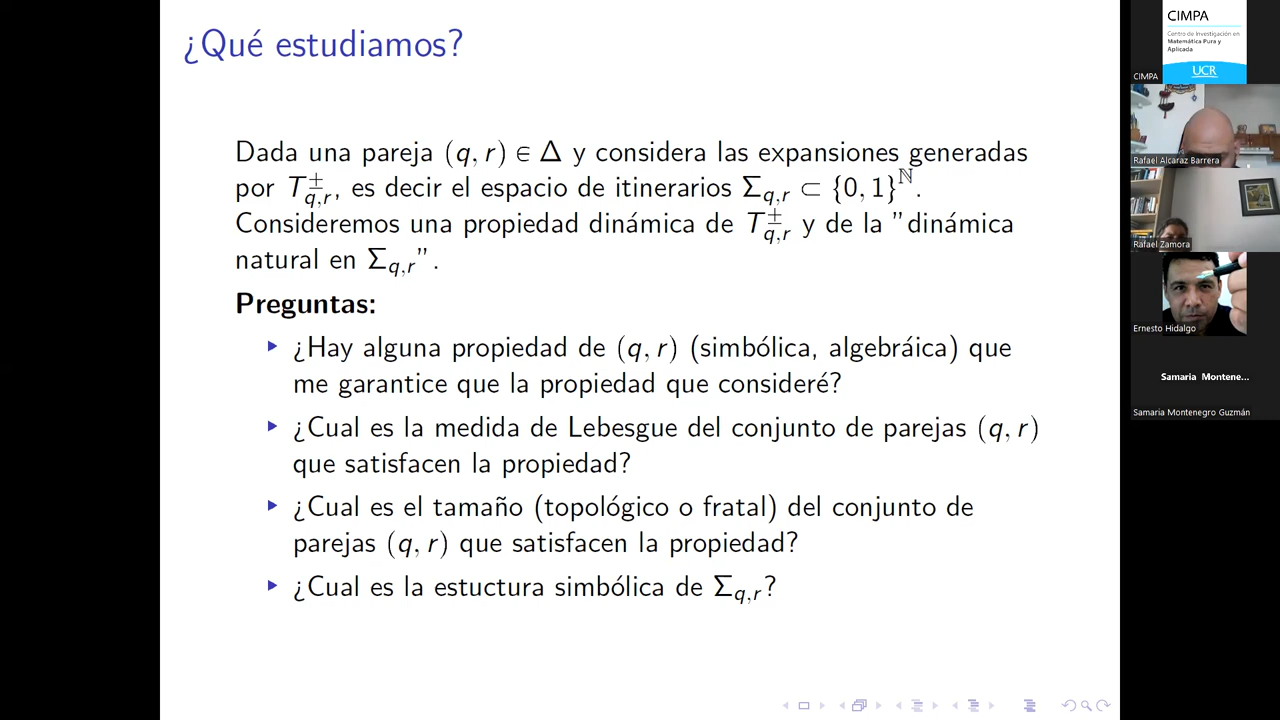 ¿Qué estudiamos?
Dada una pareja (q, r) ∈ Δ y considera las expansiones generadas
por T±q,r, es decir el espacio de itinerarios Σq,r ⊂ {0, 1}ℕ.
Consideremos una propiedad dinámica de T±q,r y de la "dinámica
natural en Σq,r".
Preguntas:
¿Hay alguna propiedad de (q, r) (simbólica, algebráica) que
me garantice que la propiedad que consideré?
¿Cual es la medida de Lebesgue del conjunto de parejas (q, r)
que satisfacen la propiedad?
¿Cual es el tamaño (topológico o fratal) del conjunto de
parejas (q, r) que satisfacen la propiedad?
¿Cual es la estuctura simbólica de Σq,r?
CIMPA
Centro de Investigación en
Matemática Pura y
Aplicada
UCR
CIMPA
Rafael Alcaraz Barrera
Rafael Zamora
Ernesto Hidalgo
Samaria Montene...
Samaria Montenegro Guzmán